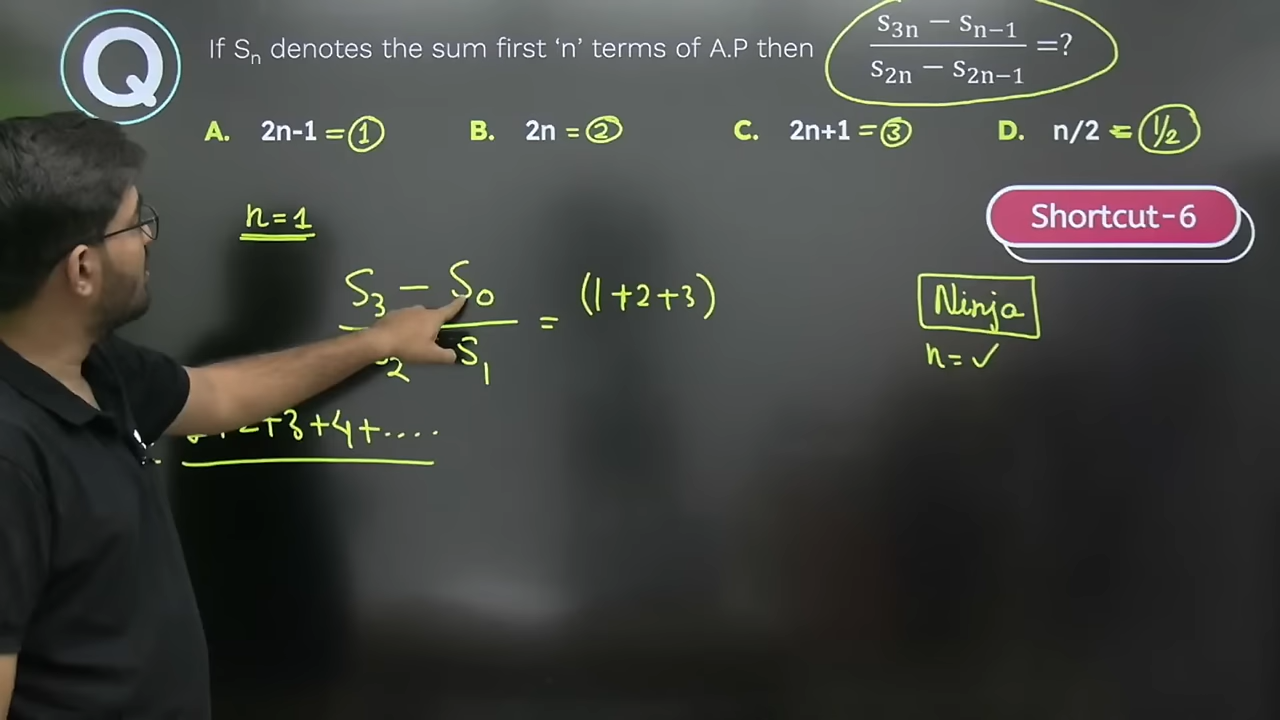 Q
If Sn denotes the sum first ‘n’ terms of A.P then (S3n − Sn−1)/(S2n − S2n−1) =?
A. 2n-1 = 1 B. 2n = 2 C. 2n+1 = 3 D. n/2 = 1/2
n=1
Shortcut-6
S3 − S0 = (1+2+3)
S2 S1
Ninja
n= ✓
2+3+4+....